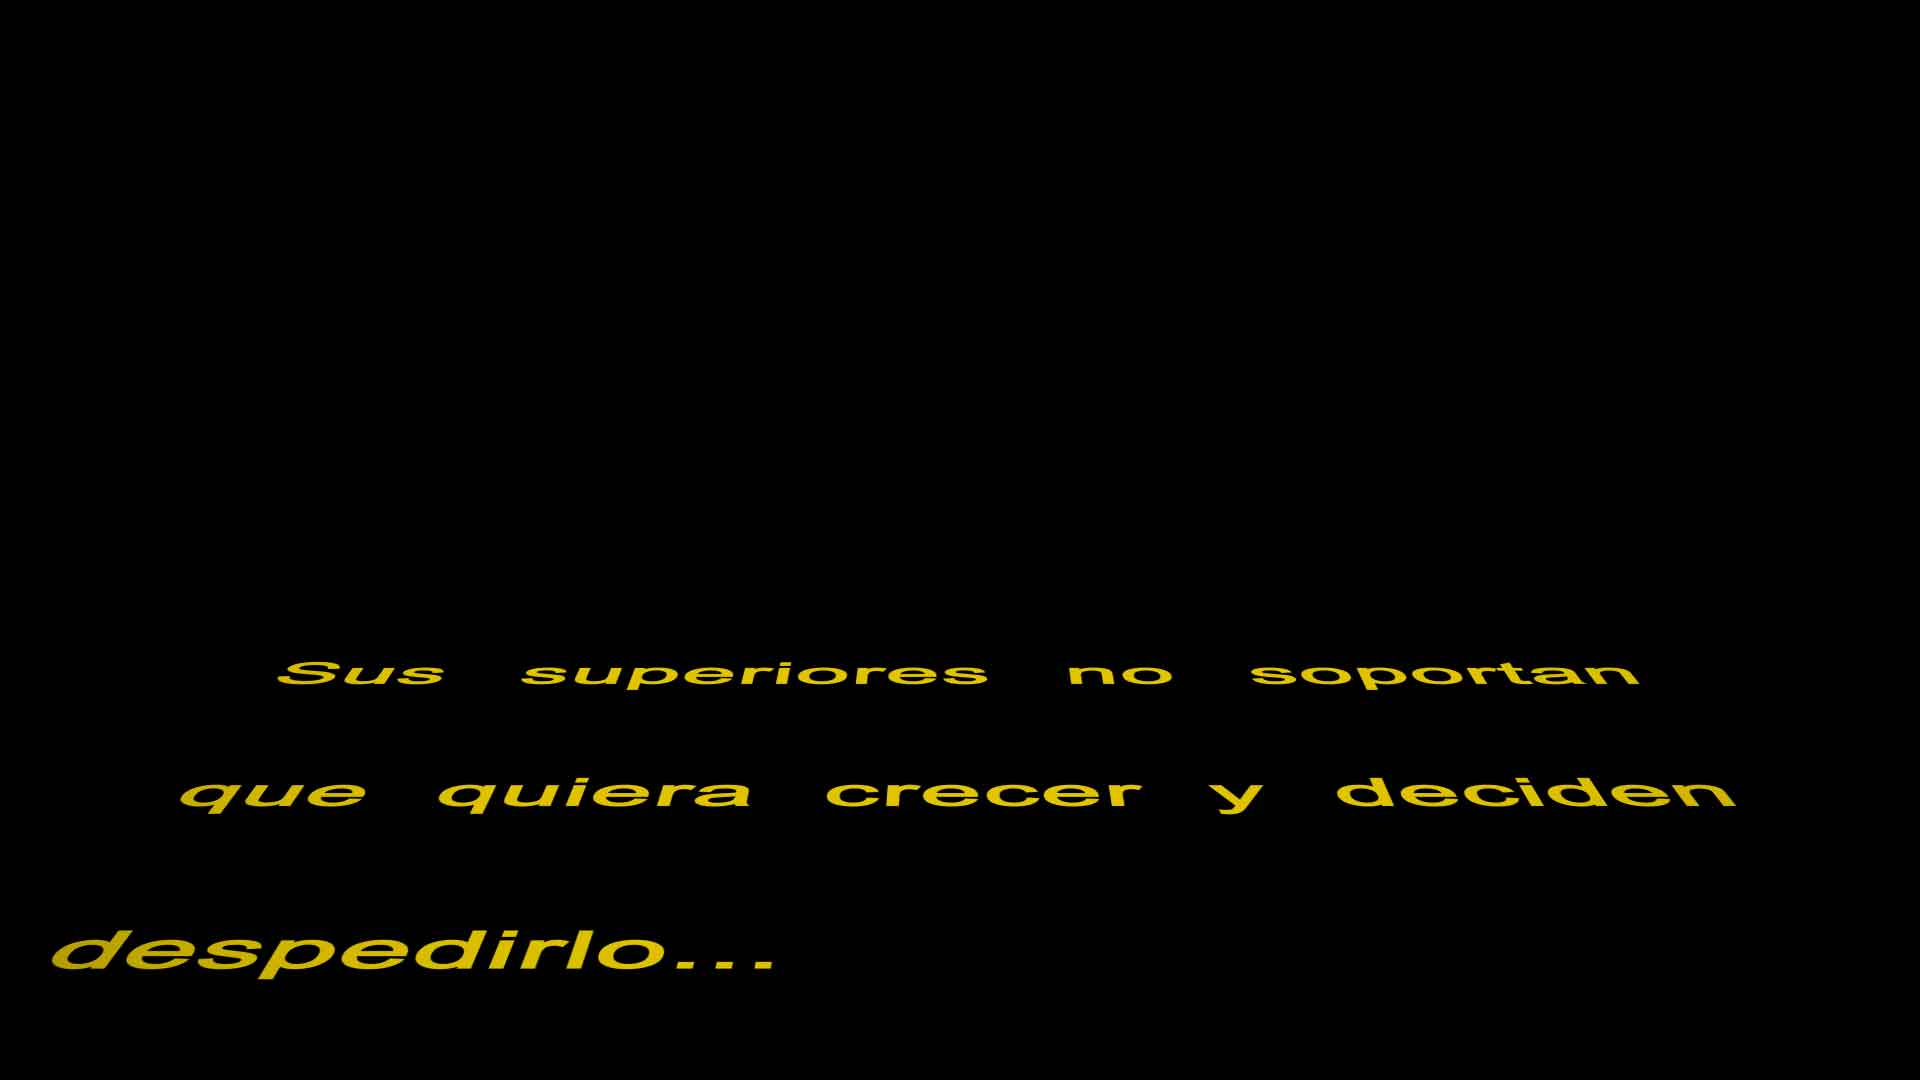 Sus superiores no soportan
que quiera crecer y deciden
despedirlo...